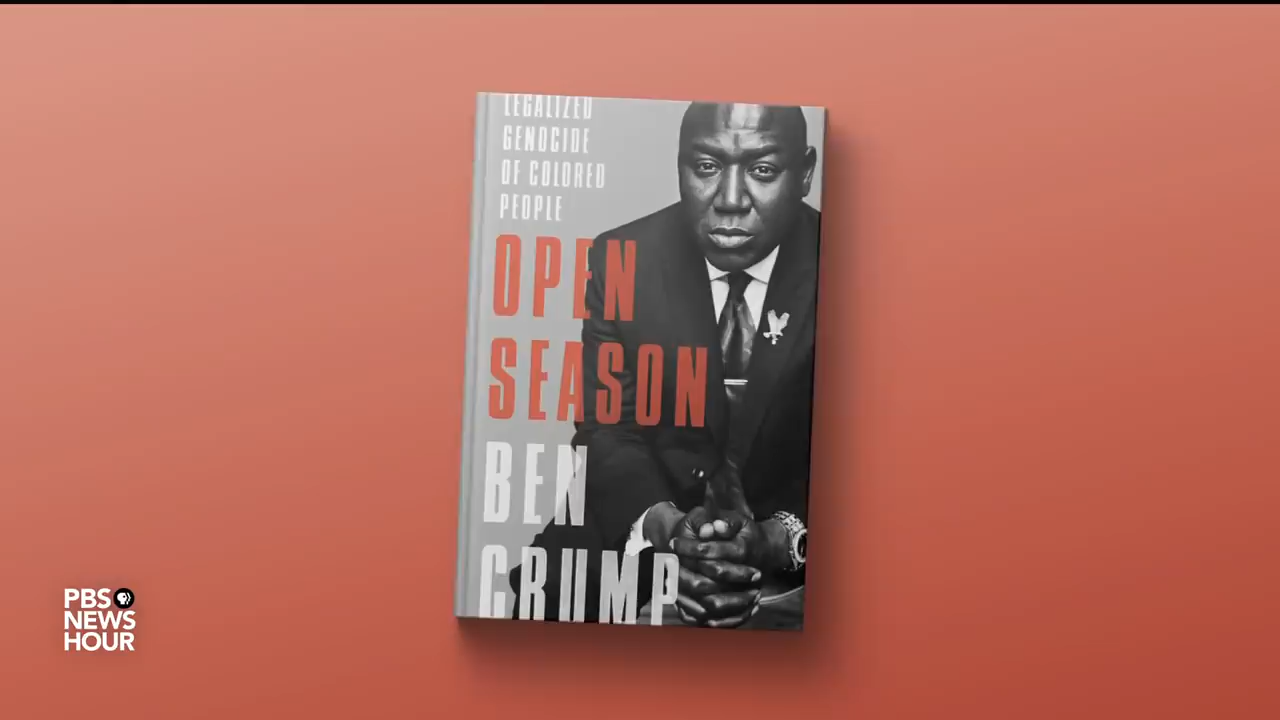 LEGALIZED
GENOCIDE
OF COLORED
PEOPLE
OPEN
SEASON
BEN
CRUMP
PBS
NEWS
HOUR